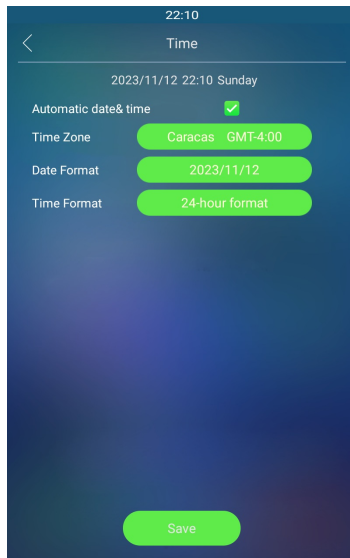 22:10
Time
2023/11/12 22:10 Sunday
Automatic date& time
Time Zone Caracas GMT-4:00
Date Format 2023/11/12
Time Format 24-hour format
Save